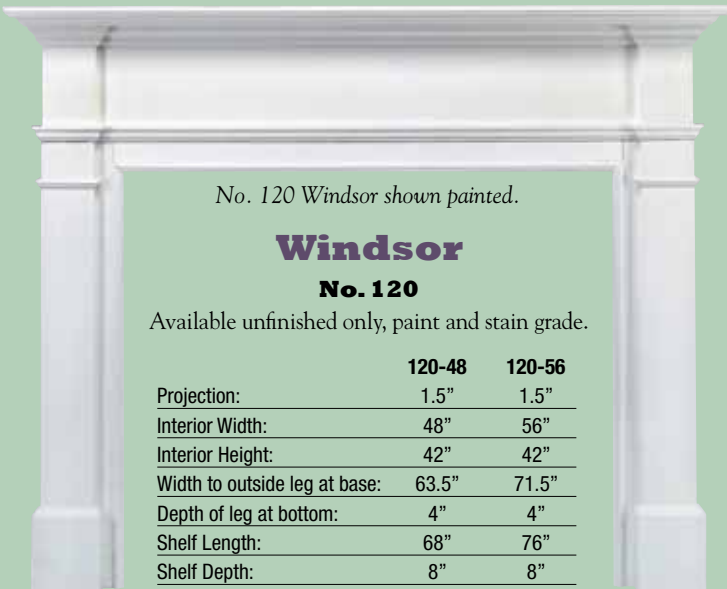 No. 120 Windsor shown painted.
Windsor
No. 120
Available unfinished only, paint and stain grade.
120-48 120-56
Projection: 1.5” 1.5”
Interior Width: 48” 56”
Interior Height: 42” 42”
Width to outside leg at base: 63.5” 71.5”
Depth of leg at bottom: 4” 4”
Shelf Length: 68” 76”
Shelf Depth: 8” 8”